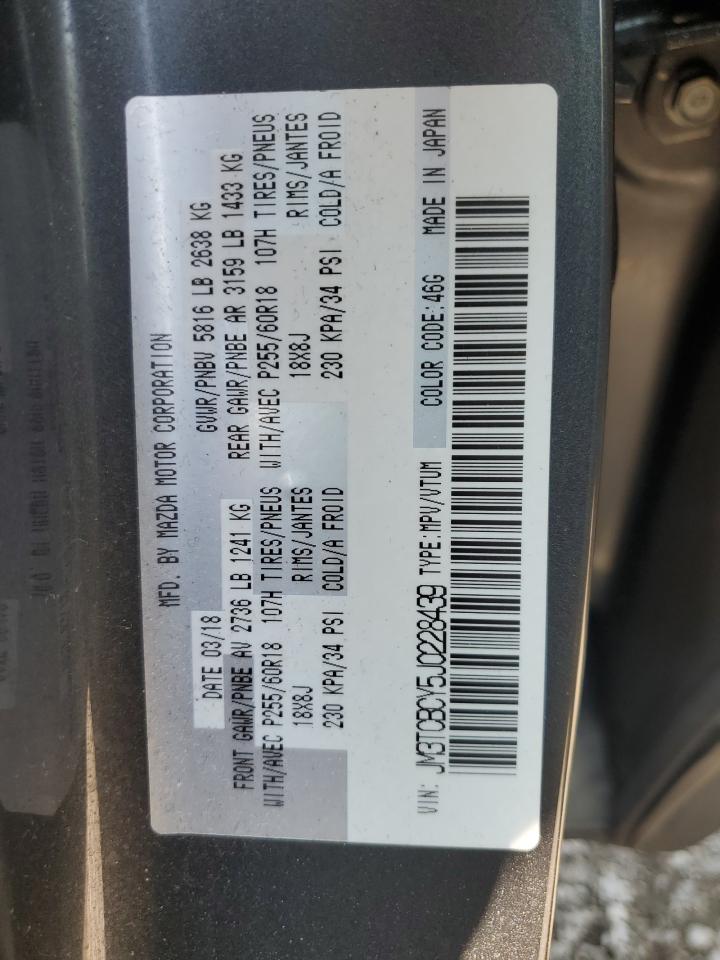 MFD. BY MAZDA MOTOR CORPORATION
DATE 03/18 GVWR/PNBV 5816 LB 2638 KG
FRONT GAWR/PNBE AV 2736 LB 1241 KG REAR GAWR/PNBE AR 3159 LB 1433 KG
WITH/AVEC P255/60R18 107H TIRES/PNEUS WITH/AVEC P255/60R18 107H TIRES/PNEUS
18X8J RIMS/JANTES 18X8J RIMS/JANTES
230 KPA/34 PSI COLD/A FROID 230 KPA/34 PSI COLD/A FROID
VIN: JM3TCBCY5J0228439 TYPE:MPV/VTUM COLOR CODE:46G MADE IN JAPAN